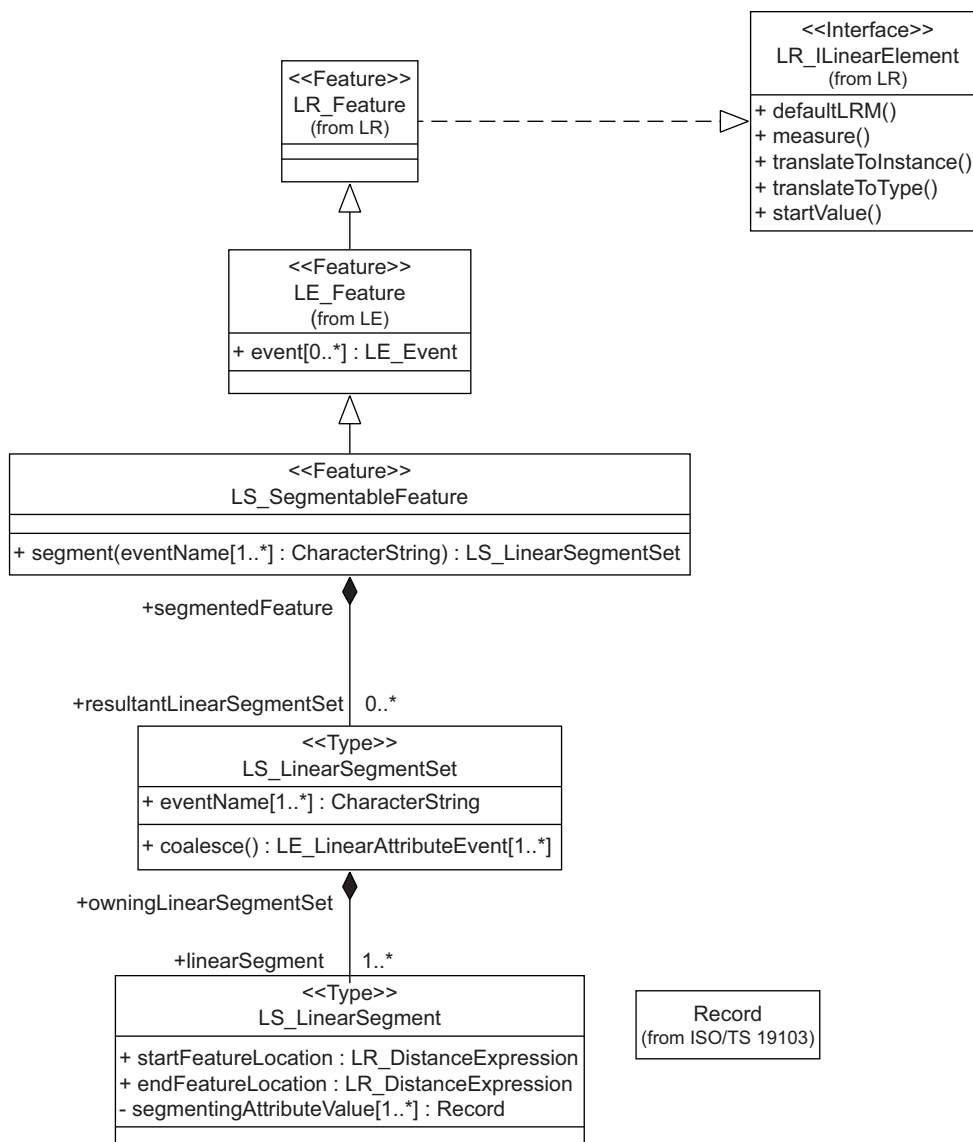 <<Interface>>
LR_ILinearElement
(from LR)
+ defaultLRM()
+ measure()
+ translateToInstance()
+ translateToType()
+ startValue()
<<Feature>>
LR_Feature
(from LR)
<<Feature>>
LE_Feature
(from LE)
+ event[0..*] : LE_Event
<<Feature>>
LS_SegmentableFeature
+ segment(eventName[1..*] : CharacterString) : LS_LinearSegmentSet
+segmentedFeature
+resultantLinearSegmentSet 0..*
<<Type>>
LS_LinearSegmentSet
+ eventName[1..*] : CharacterString
+ coalesce() : LE_LinearAttributeEvent[1..*]
+owningLinearSegmentSet
+linearSegment 1..*
<<Type>>
LS_LinearSegment
+ startFeatureLocation : LR_DistanceExpression
+ endFeatureLocation : LR_DistanceExpression
- segmentingAttributeValue[1..*] : Record
Record
(from ISO/TS 19103)